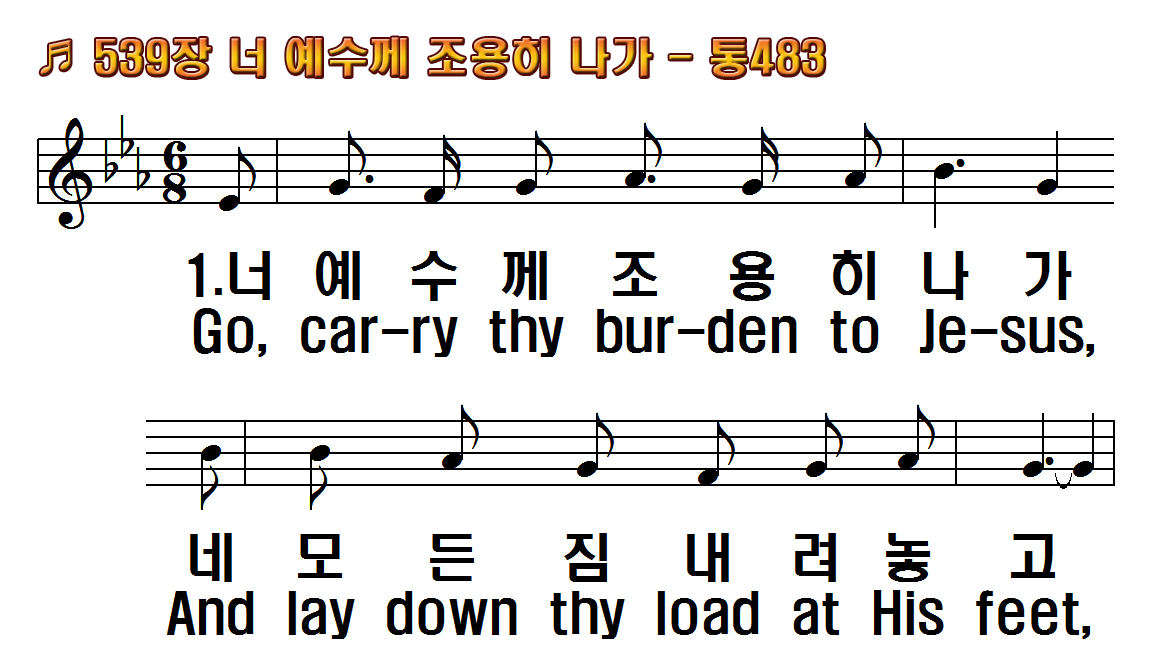 ♬ 539장 너 예수께 조용히 나가 - 통483
6
8
1.너 예 수 께 조 용 히 나 가
Go, car-ry thy bur-den to Je-sus,
네 모 든 짐 내 려 놓 고
And lay down thy load at His feet,